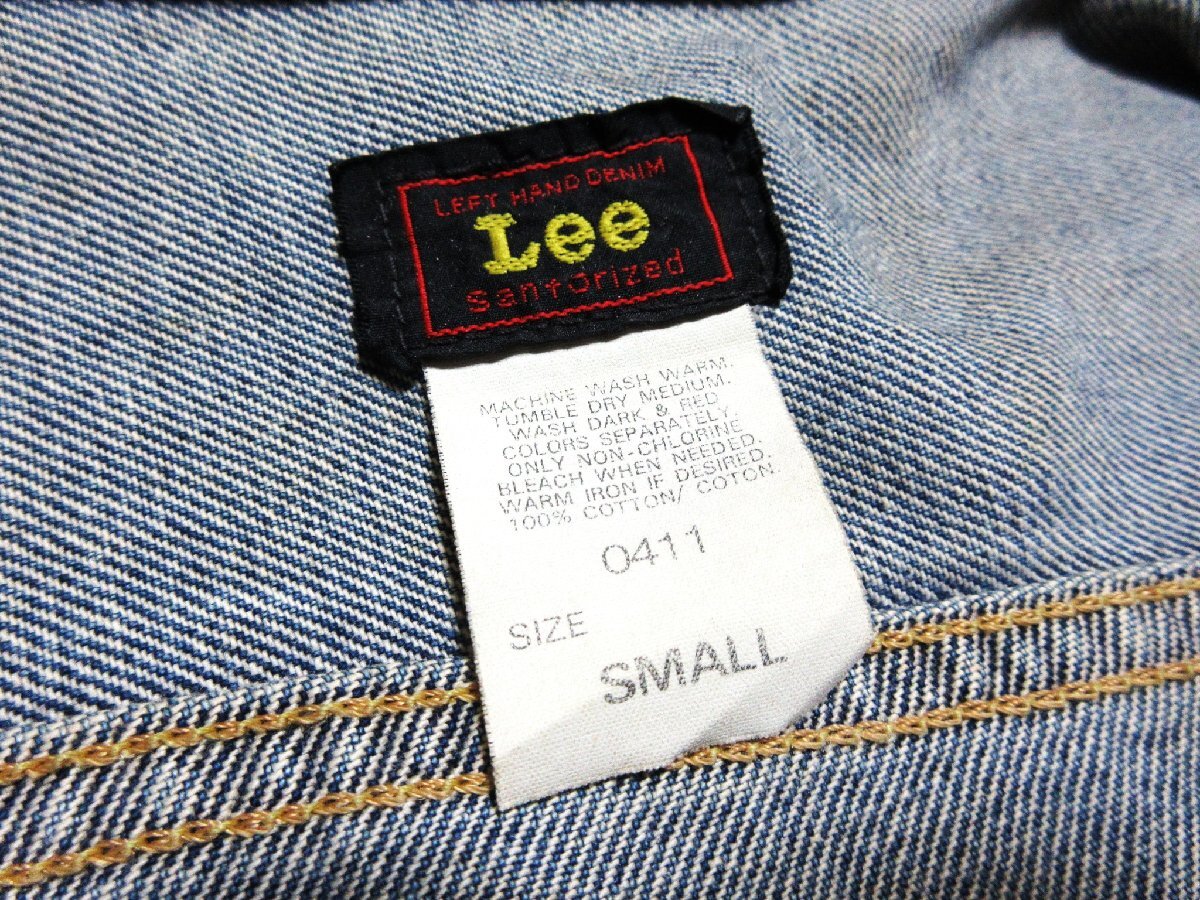 LEFT HAND DENIM
Lee
Santorized
MACHINE WASH WARM.
TUMBLE DRY MEDIUM.
WASH DARK & RED
COLORS SEPARATELY.
ONLY NON-CHLORINE
BLEACH WHEN NEEDED.
WARM IRON IF DESIRED.
100% COTTON/ COTON
0411
SIZE
SMALL